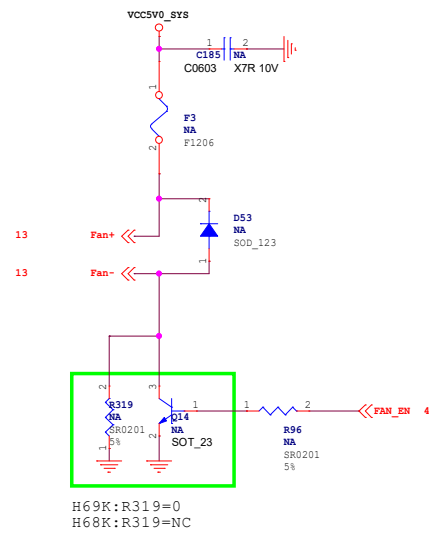 VCC5V0_SYS
1 2
C185 NA
C0603 X7R 10V
1
F3
NA
F1206
2
2
D53
NA
SOD_123
1
13 Fan+
13 Fan-
2 3
R319 Q14 1 1 2 FAN_EN 4
NA NA R96
SR0201 2 SOT_23 NA
5% SR0201
1 5%
H69K:R319=0
H68K:R319=NC